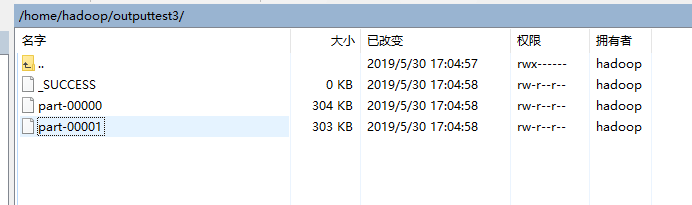 /home/hadoop/outputtest3/
名字 大小 已改变 权限 拥有者
.. 2019/5/30 17:04:57 rwx------ hadoop
_SUCCESS 0 KB 2019/5/30 17:04:58 rw-r--r-- hadoop
part-00000 304 KB 2019/5/30 17:04:58 rw-r--r-- hadoop
part-00001 303 KB 2019/5/30 17:04:58 rw-r--r-- hadoop